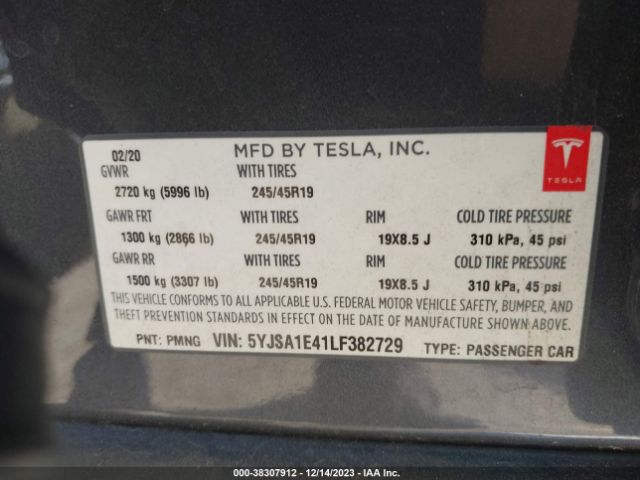 02/20 MFD BY TESLA, INC.
GVWR WITH TIRES
2720 kg (5996 lb) 245/45R19
TESLA
GAWR FRT WITH TIRES RIM COLD TIRE PRESSURE
1300 kg (2866 lb) 245/45R19 19X8.5 J 310 kPa, 45 psi
GAWR RR WITH TIRES RIM COLD TIRE PRESSURE
1500 kg (3307 lb) 245/45R19 19X8.5 J 310 kPa, 45 psi
THIS VEHICLE CONFORMS TO ALL APPLICABLE U.S. FEDERAL MOTOR VEHICLE SAFETY, BUMPER, AND
THEFT PREVENTION STANDARDS IN EFFECT ON THE DATE OF MANUFACTURE SHOWN ABOVE.
PNT: PMNG VIN: 5YJSA1E41LF382729 TYPE: PASSENGER CAR
000-38307912 - 12/14/2023 - IAA Inc.